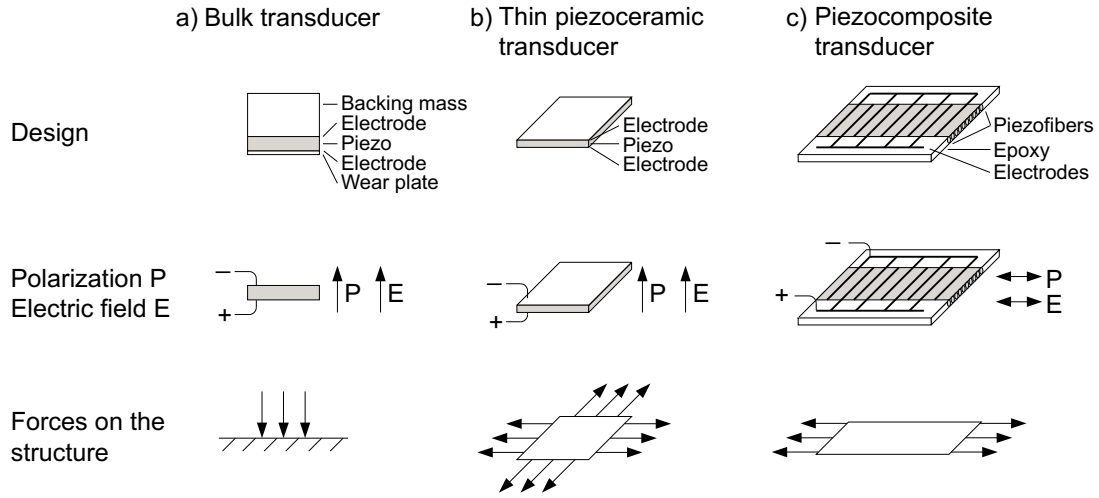 a) Bulk transducer
b) Thin piezoceramic
transducer
c) Piezocomposite
transducer
Design
Backing mass
Electrode
Piezo
Electrode
Wear plate
Electrode
Piezo
Electrode
Piezofibers
Epoxy
Electrodes
Polarization P
Electric field E
–
+
P
E
–
+
P
E
–
+
P
E
Forces on the
structure